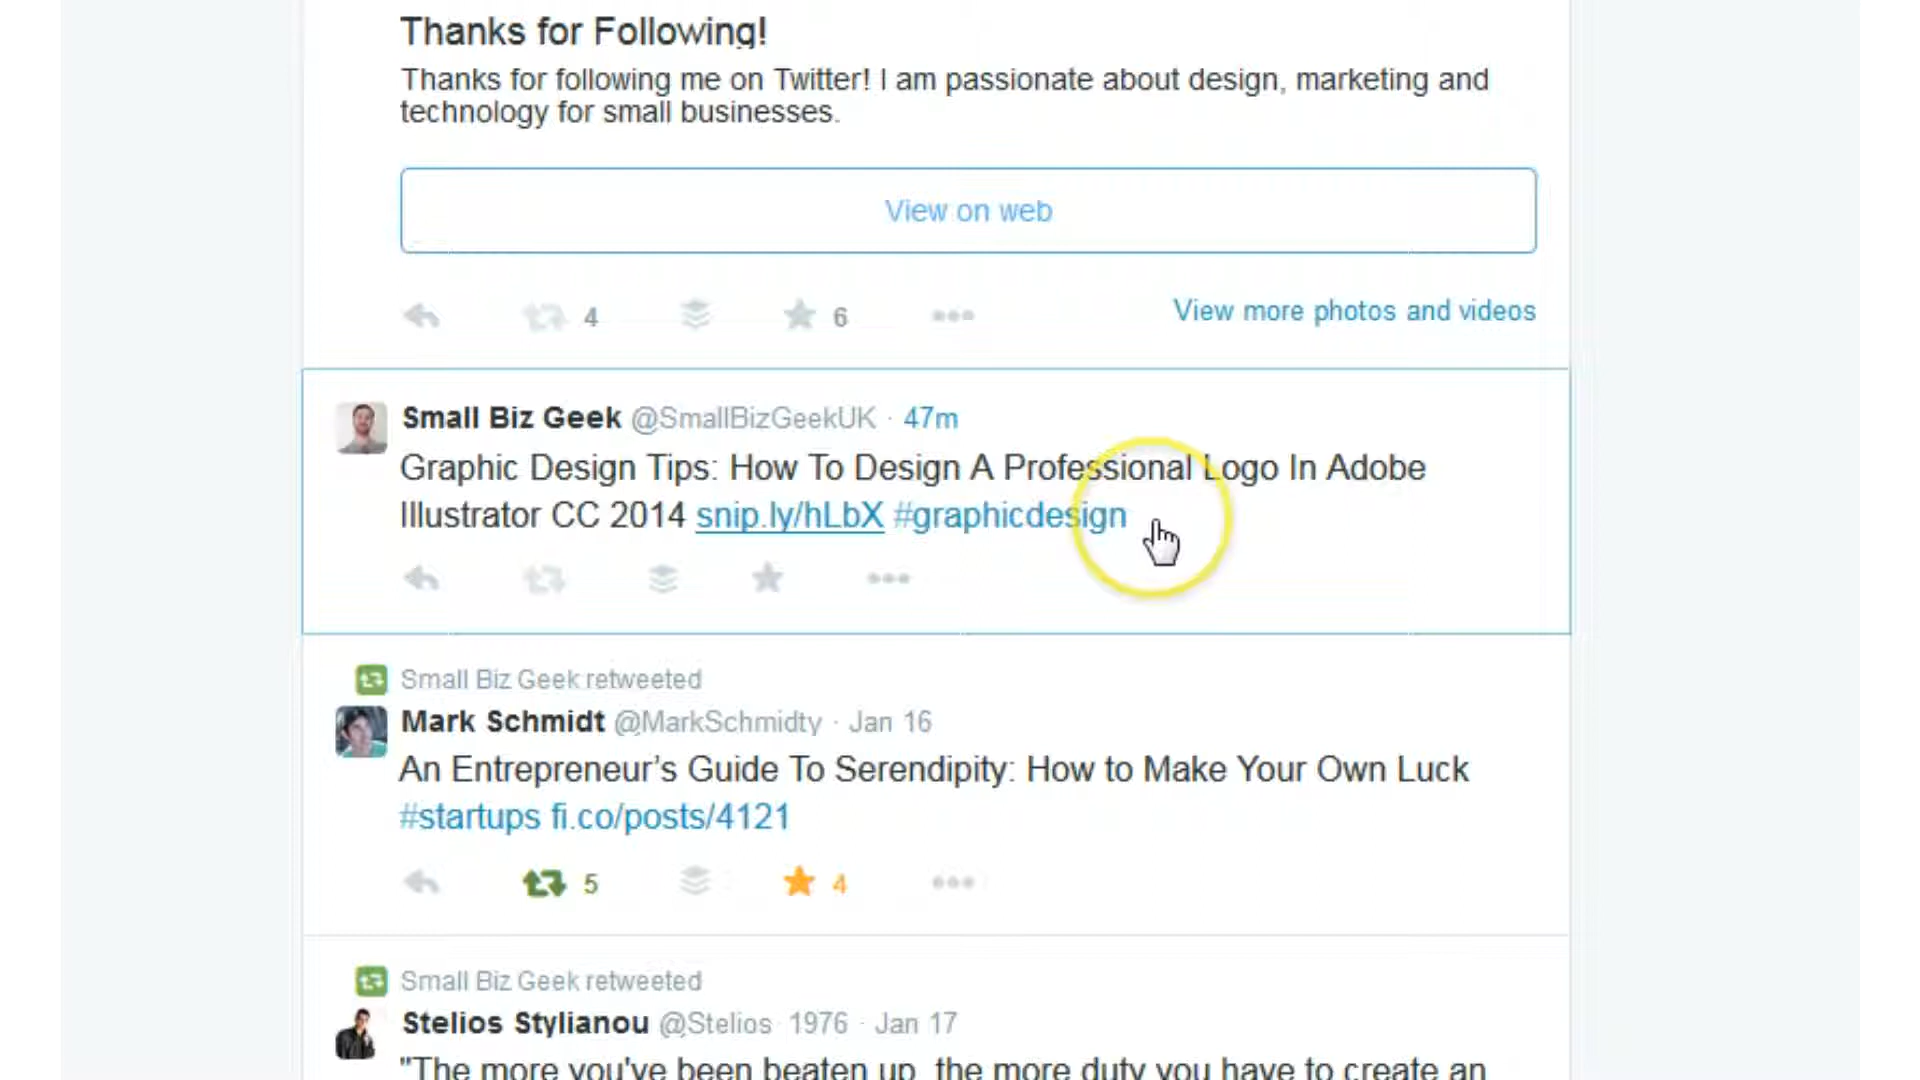 Thanks for Following!
Thanks for following me on Twitter! I am passionate about design, marketing and
technology for small businesses.
View on web
4 6 View more photos and videos
Small Biz Geek @SmallBizGeekUK · 47m
Graphic Design Tips: How To Design A Professional Logo In Adobe
Illustrator CC 2014 snip.ly/hLbX #graphicdesign
Small Biz Geek retweeted
Mark Schmidt @MarkSchmidty · Jan 16
An Entrepreneur’s Guide To Serendipity: How to Make Your Own Luck
#startups fi.co/posts/4121
5 4
Small Biz Geek retweeted
Stelios Stylianou @Stelios_1976 · Jan 17
"The more you've been beaten up, the more duty you have to create an